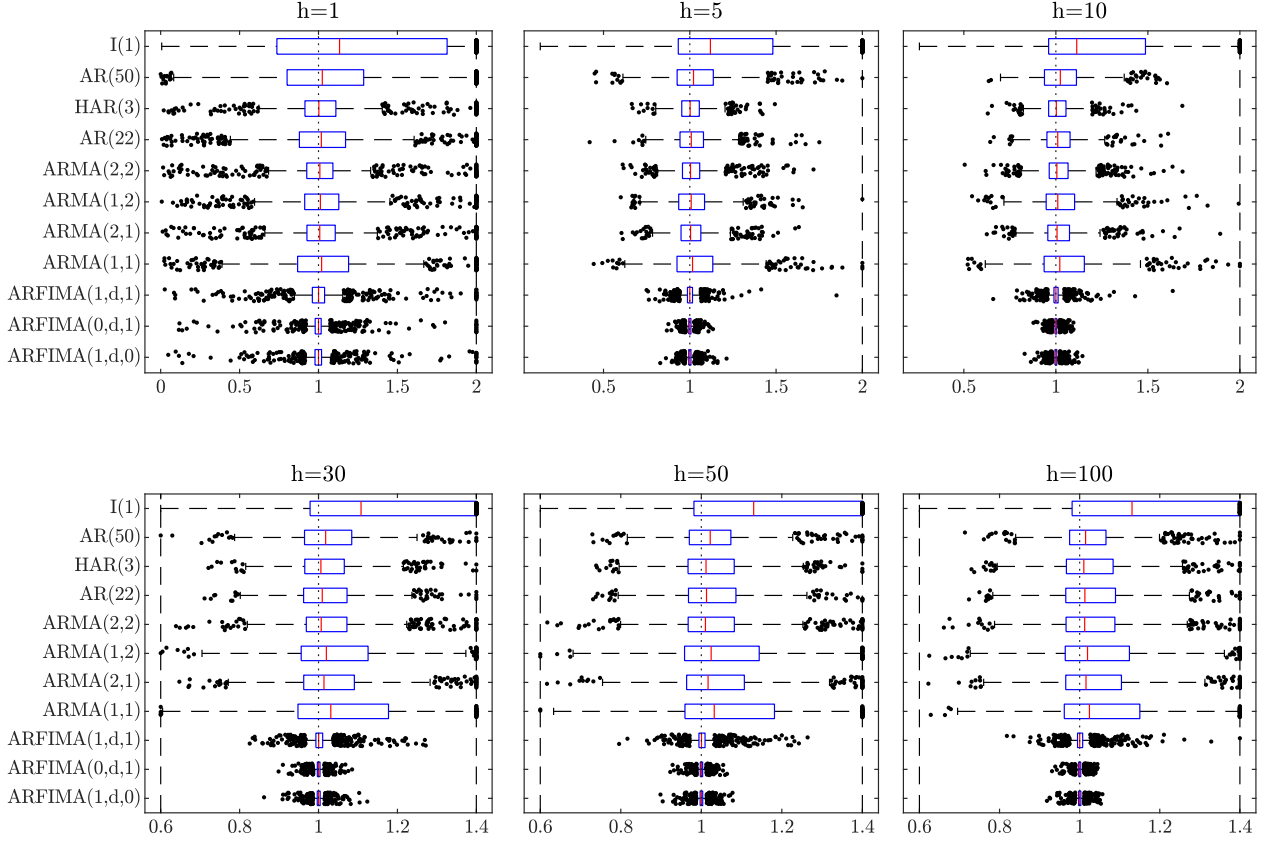 h=1 h=5 h=10
I(1)
AR(50)
HAR(3)
AR(22)
ARMA(2,2)
ARMA(1,2)
ARMA(2,1)
ARMA(1,1)
ARFIMA(1,d,1)
ARFIMA(0,d,1)
ARFIMA(1,d,0)
0 0.5 1 1.5 2 0.5 1 1.5 2 0.5 1 1.5 2
h=30 h=50 h=100
I(1)
AR(50)
HAR(3)
AR(22)
ARMA(2,2)
ARMA(1,2)
ARMA(2,1)
ARMA(1,1)
ARFIMA(1,d,1)
ARFIMA(0,d,1)
ARFIMA(1,d,0)
0.6 0.8 1 1.2 1.4 0.6 0.8 1 1.2 1.4 0.6 0.8 1 1.2 1.4